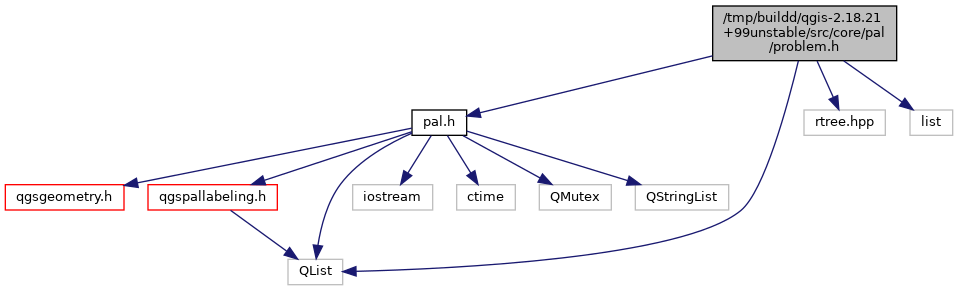 /tmp/buildd/qgis-2.18.21
+99unstable/src/core/pal
/problem.h
pal.h
rtree.hpp
list
qgsgeometry.h
qgspallabeling.h
iostream
ctime
QMutex
QStringList
QList